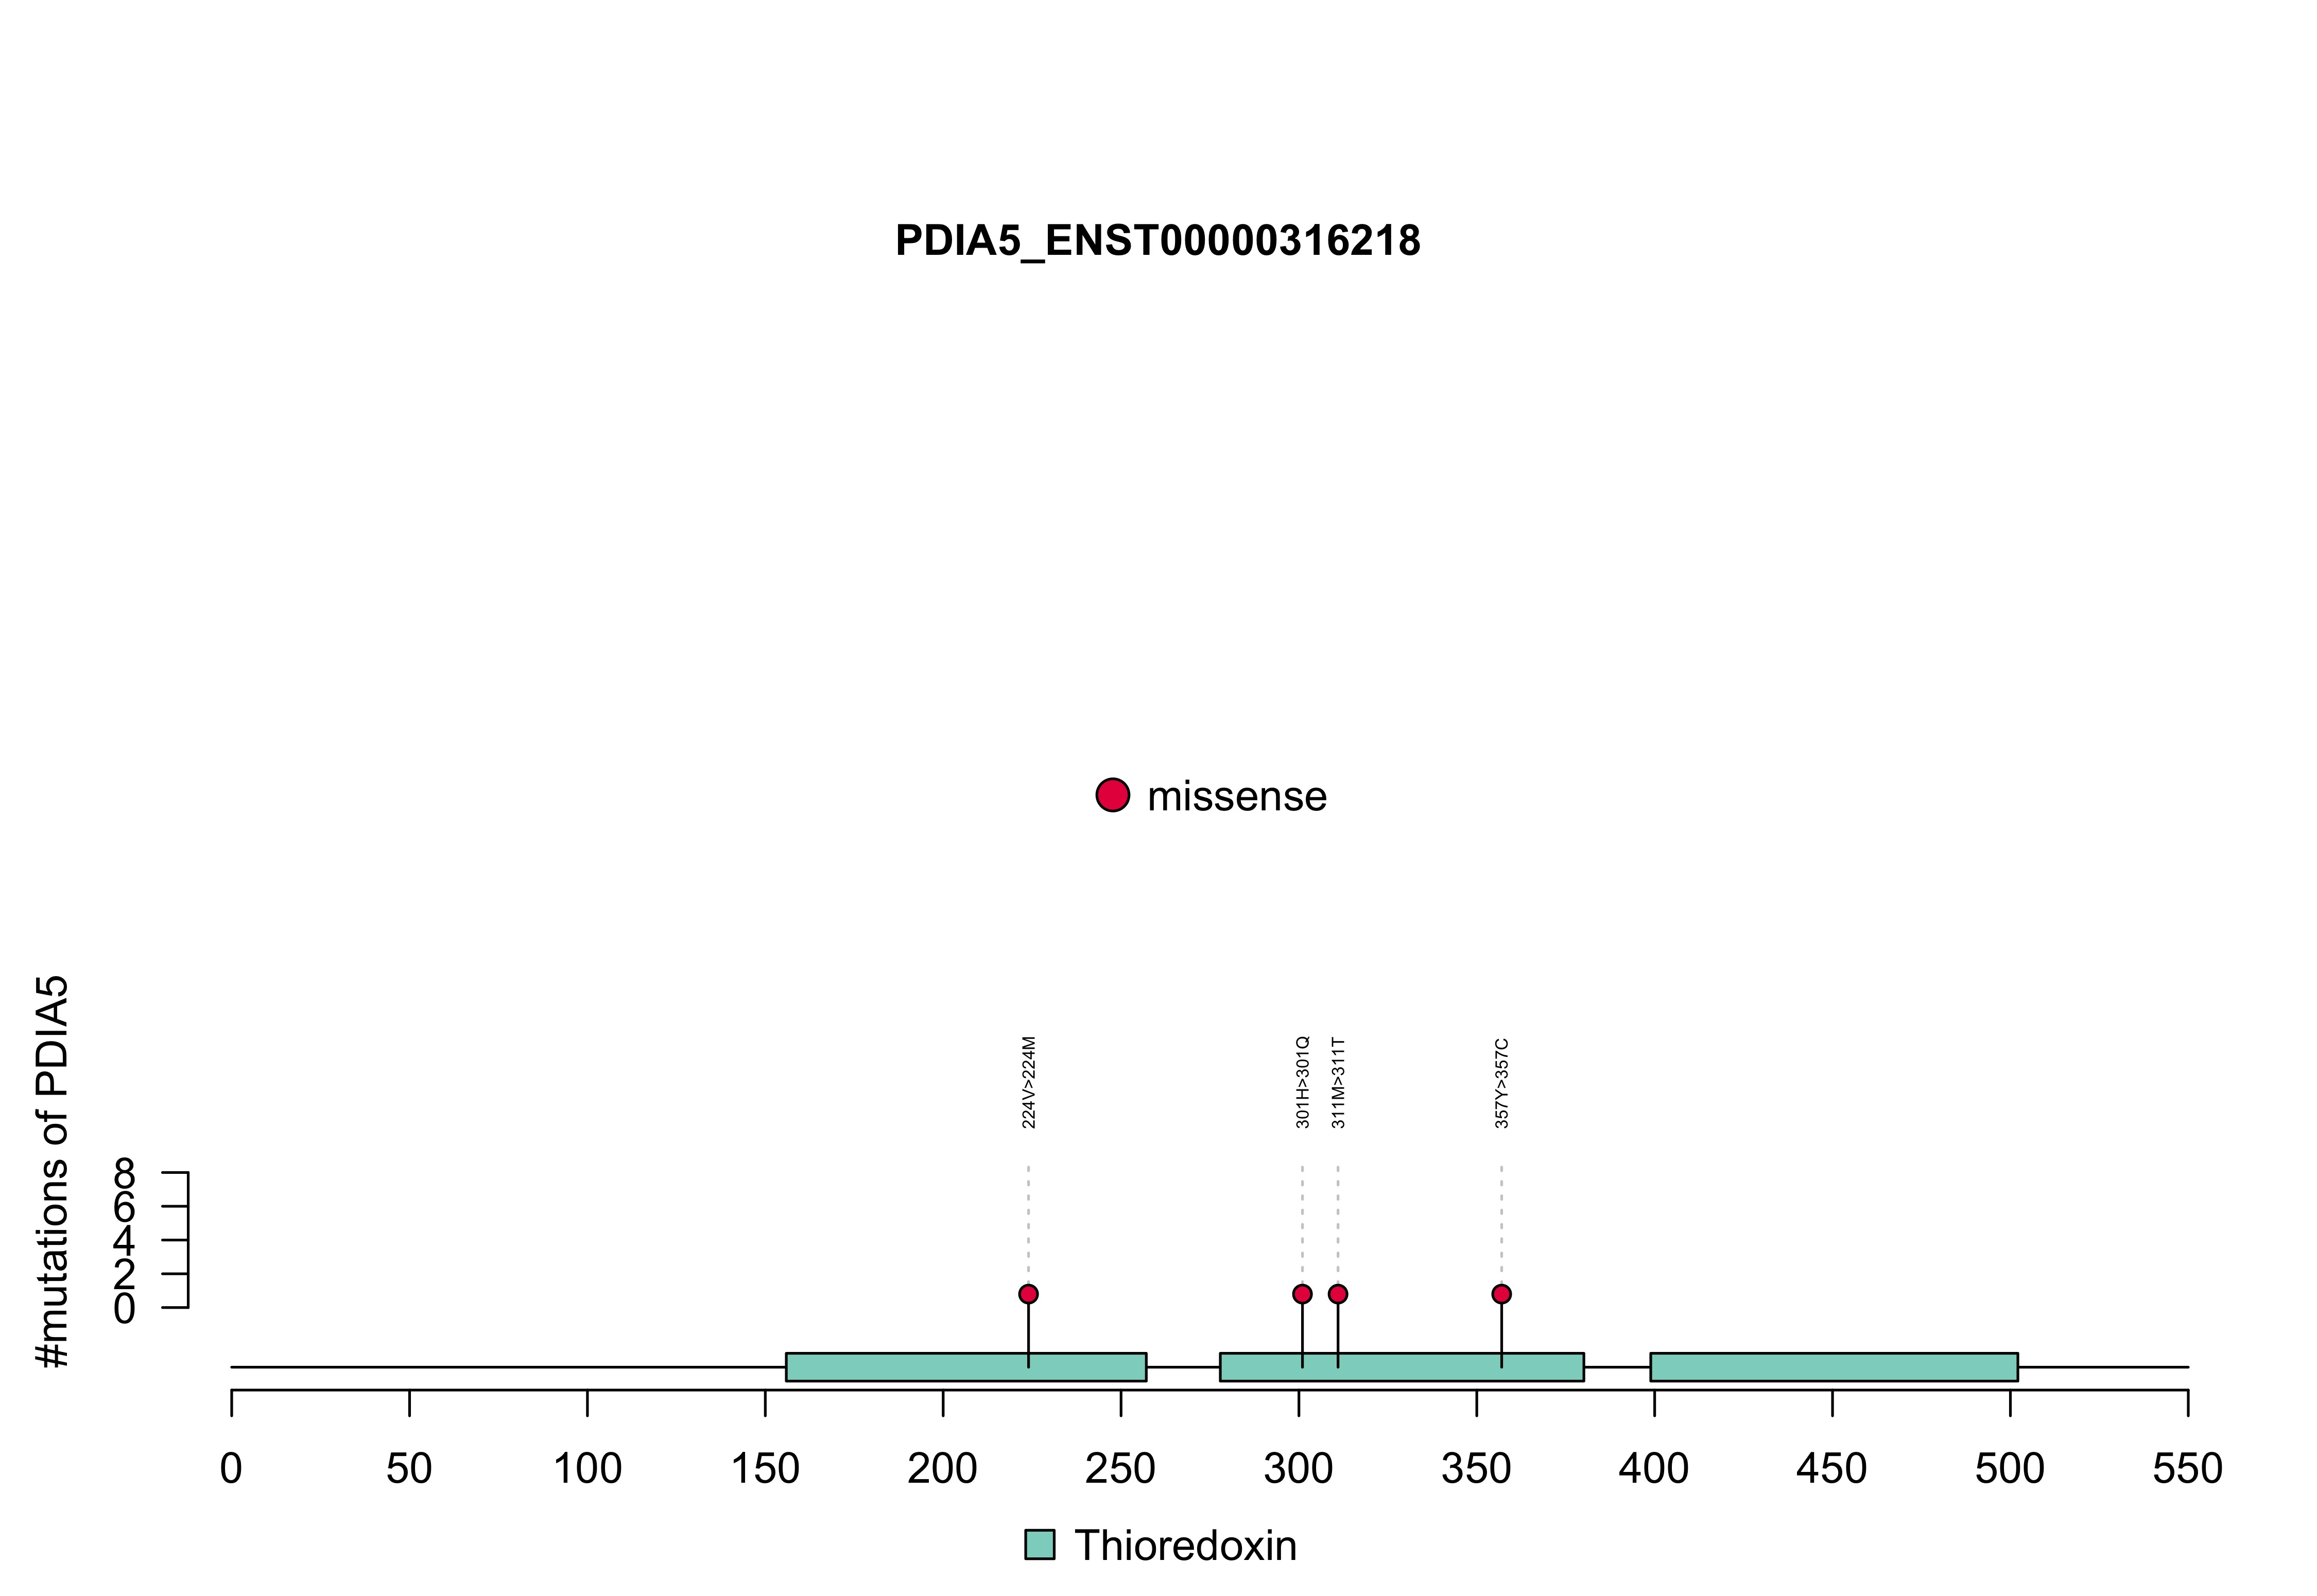 PDIA5_ENST00000316218
missense
#mutations of PDIA5
224V>224M
301H>301Q
311M>311T
357Y>357C
8
6
4
2
0
0 50 100 150 200 250 300 350 400 450 500 550
Thioredoxin